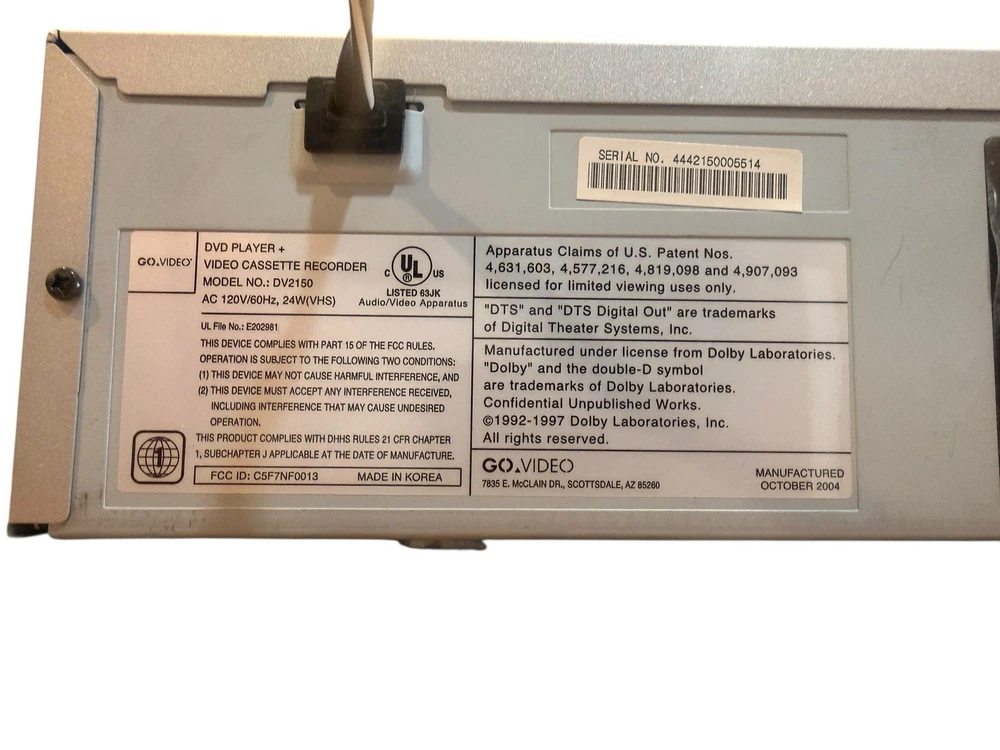 SERIAL NO. 4442150005514
GO.VIDEO
DVD PLAYER +
VIDEO CASSETTE RECORDER
MODEL NO.: DV2150
AC 120V/60Hz, 24W(VHS)
C UL ® US
LISTED 63JK
Audio/Video Apparatus
UL File No.: E202981
THIS DEVICE COMPLIES WITH PART 15 OF THE FCC RULES.
OPERATION IS SUBJECT TO THE FOLLOWING TWO CONDITIONS:
(1) THIS DEVICE MAY NOT CAUSE HARMFUL INTERFERENCE, AND
(2) THIS DEVICE MUST ACCEPT ANY INTERFERENCE RECEIVED,
INCLUDING INTERFERENCE THAT MAY CAUSE UNDESIRED
OPERATION.
THIS PRODUCT COMPLIES WITH DHHS RULES 21 CFR CHAPTER
1, SUBCHAPTER J APPLICABLE AT THE DATE OF MANUFACTURE.
1
FCC ID: C5F7NF0013 MADE IN KOREA
Apparatus Claims of U.S. Patent Nos.
4,631,603, 4,577,216, 4,819,098 and 4,907,093
licensed for limited viewing uses only.
"DTS" and "DTS Digital Out" are trademarks
of Digital Theater Systems, Inc.
Manufactured under license from Dolby Laboratories.
"Dolby" and the double-D symbol
are trademarks of Dolby Laboratories.
Confidential Unpublished Works.
©1992-1997 Dolby Laboratories, Inc.
All rights reserved.
GO.VIDEO
7835 E. McCLAIN DR., SCOTTSDALE, AZ 85260
MANUFACTURED
OCTOBER 2004